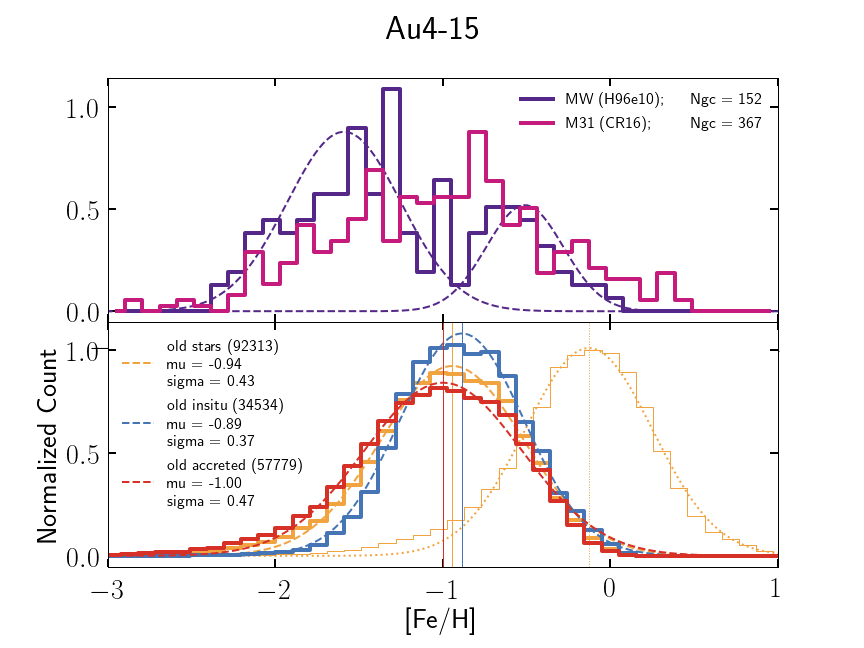 Au4-15
MW (H96e10); Ngc = 152
M31 (CR16); Ngc = 367
1.0
0.5
0.0
old stars (92313)
mu = -0.94
sigma = 0.43
old insitu (34534)
mu = -0.89
sigma = 0.37
old accreted (57779)
mu = -1.00
sigma = 0.47
1.0
0.5
0.0
Normalized Count
−3 −2 −1 0 1
[Fe/H]